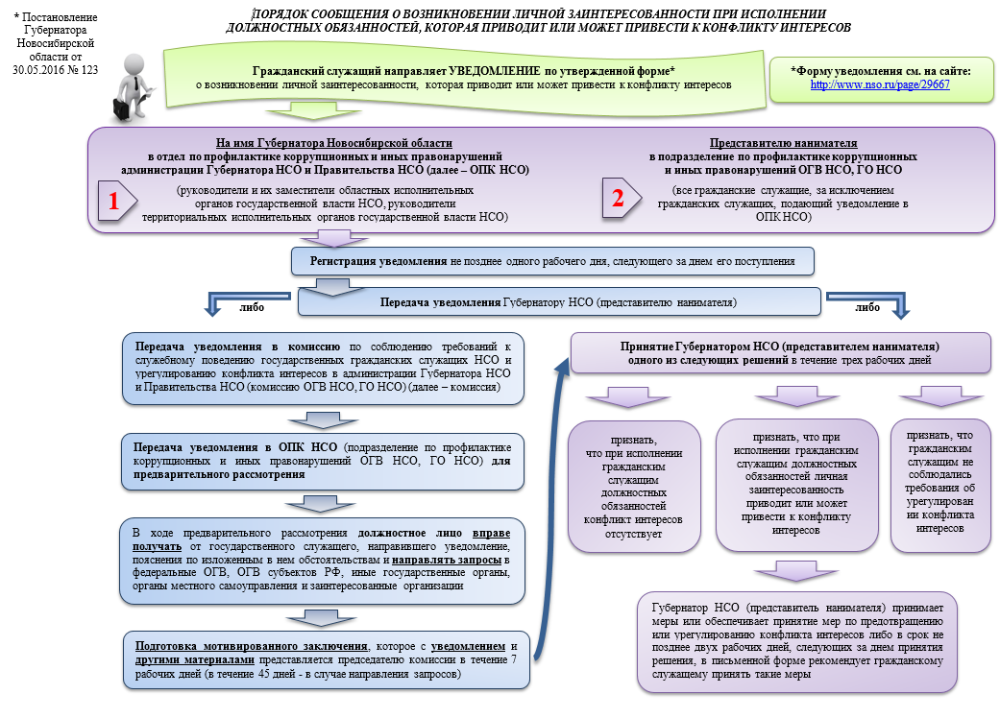 * Постановление
Губернатора
Новосибирской
области от
30.05.2016 № 123
ПОРЯДОК СООБЩЕНИЯ О ВОЗНИКНОВЕНИИ ЛИЧНОЙ ЗАИНТЕРЕСОВАННОСТИ ПРИ ИСПОЛНЕНИИ
ДОЛЖНОСТНЫХ ОБЯЗАННОСТЕЙ, КОТОРАЯ ПРИВОДИТ ИЛИ МОЖЕТ ПРИВЕСТИ К КОНФЛИКТУ ИНТЕРЕСОВ
Гражданский служащий направляет УВЕДОМЛЕНИЕ по утвержденной форме*
о возникновении личной заинтересованности, которая приводит или может привести к конфликту интересов
*Форму уведомления см. на сайте:
http://www.nso.ru/page/29667
На имя Губернатора Новосибирской области
в отдел по профилактике коррупционных и иных правонарушений
администрации Губернатора НСО и Правительства НСО (далее – ОПК НСО)
1
(руководители и их заместители областных исполнительных
органов государственной власти НСО, руководители
территориальных исполнительных органов государственной власти НСО)
Представителю нанимателя
в подразделение по профилактике коррупционных
и иных правонарушений ОГВ НСО, ГО НСО
2
(все гражданские служащие, за исключением
гражданских служащих, подающий уведомление в
ОПК НСО)
Регистрация уведомления не позднее одного рабочего дня, следующего за днем его поступления
Передача уведомления Губернатору НСО (представителю нанимателя)
либо
либо
Передача уведомления в комиссию по соблюдению требований к
служебному поведению государственных гражданских служащих НСО и
урегулированию конфликта интересов в администрации Губернатора НСО
и Правительства НСО (комиссию ОГВ НСО, ГО НСО) (далее – комиссия)
Передача уведомления в ОПК НСО (подразделение по профилактике
коррупционных и иных правонарушений ОГВ НСО, ГО НСО) для
предварительного рассмотрения
В ходе предварительного рассмотрения должностное лицо вправе
получать от государственного служащего, направившего уведомление,
пояснения по изложенным в нем обстоятельствам и направлять запросы в
федеральные ОГВ, ОГВ субъектов РФ, иные государственные органы,
органы местного самоуправления и заинтересованные организации
Подготовка мотивированного заключения, которое с уведомлением и
другими материалами представляется председателю комиссии в течение 7
рабочих дней (в течение 45 дней - в случае направления запросов)
Принятие Губернатором НСО (представителем нанимателя)
одного из следующих решений в течение трех рабочих дней
признать,
что при исполнении
гражданским
служащим
должностных
обязанностей
конфликт интересов
отсутствует
признать, что при
исполнении гражданским
служащим должностных
обязанностей личная
заинтересованность
приводит или может
привести к конфликту
интересов
признать, что
гражданским
служащим не
соблюдались
требования об
урегулирован
ии конфликта
интересов
Губернатор НСО (представитель нанимателя) принимает
меры или обеспечивает принятие мер по предотвращению
или урегулированию конфликта интересов либо в срок не
позднее двух рабочих дней, следующих за днем принятия
решения, в письменной форме рекомендует гражданскому
служащему принять такие меры